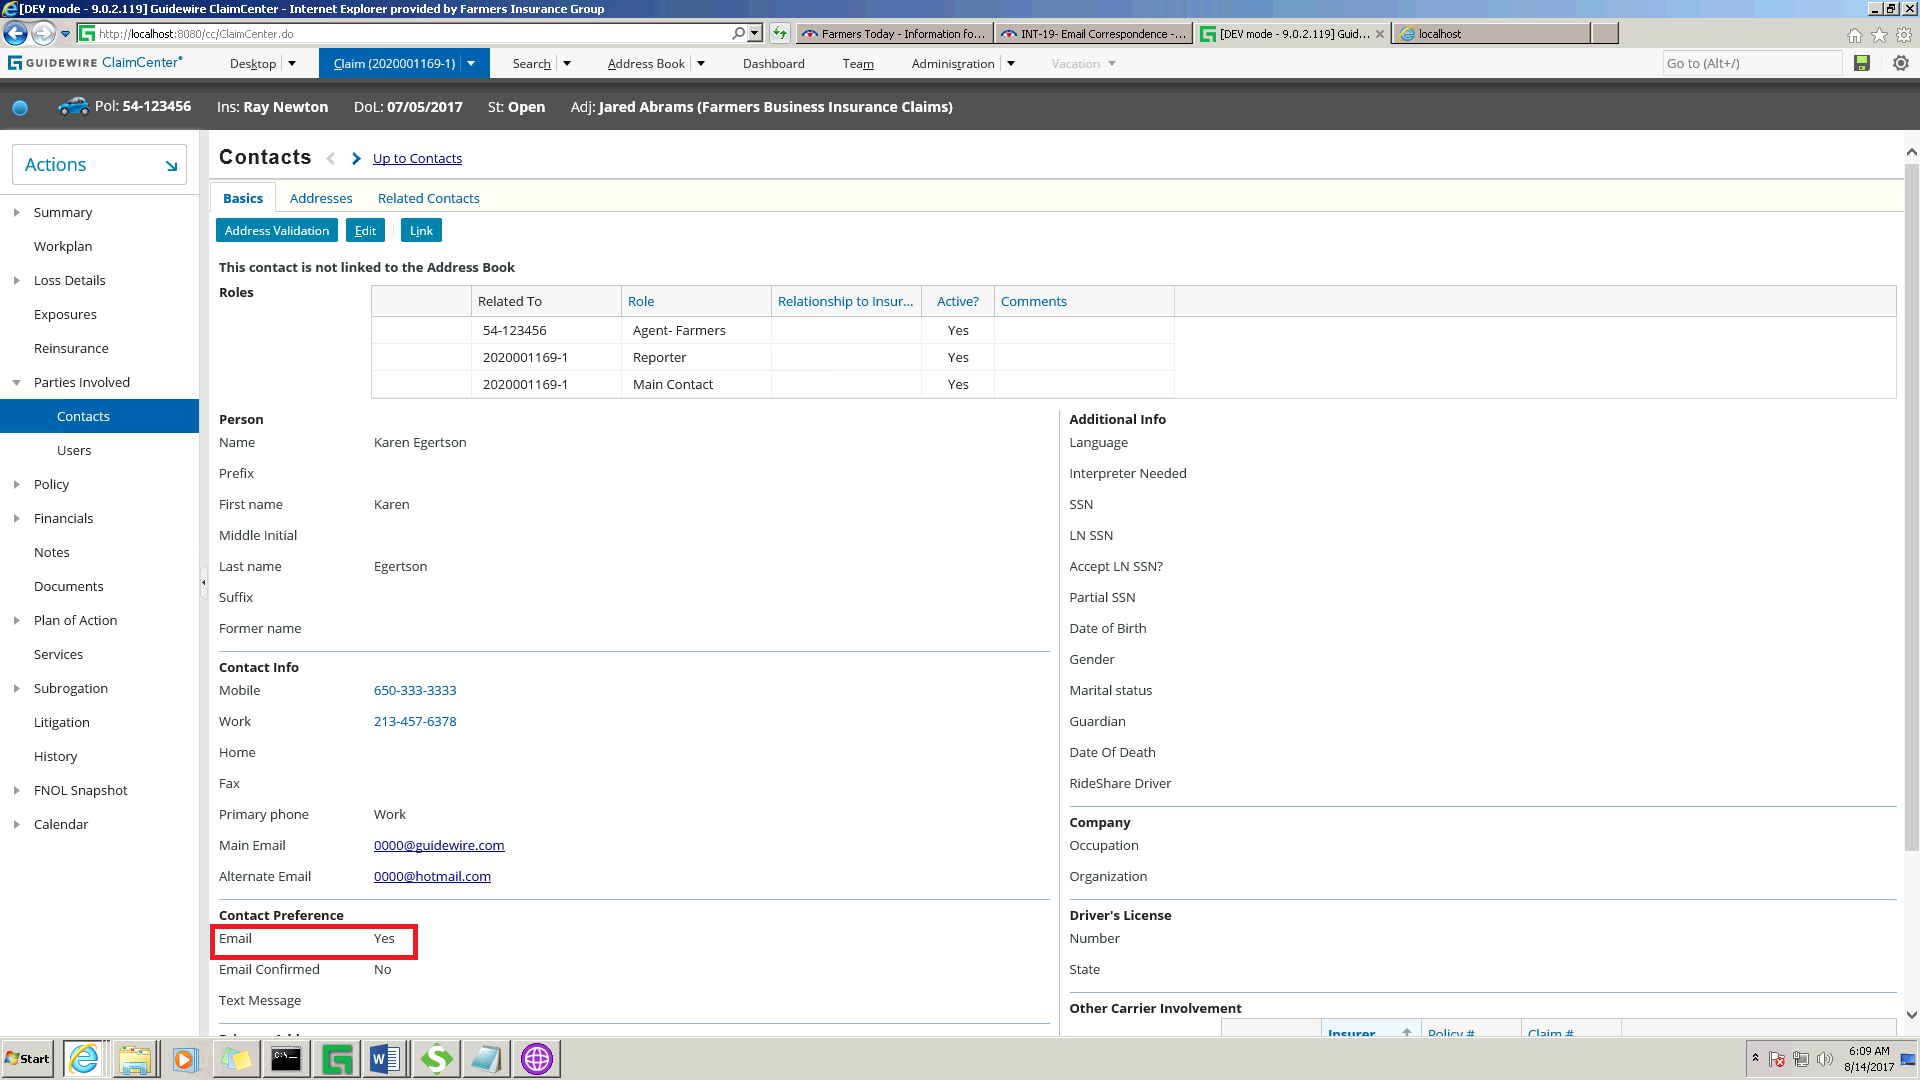 [DEV mode - 9.0.2.119] Guidewire ClaimCenter - Internet Explorer provided by Farmers Insurance Group
http://localhost:8080/cc/ClaimCenter.do
Farmers Today - Information fo...
INT-19- Email Correspondence -...
[DEV mode - 9.0.2.119] Guid...
localhost
GUIDEWIRE ClaimCenter
Desktop
Claim (2020001169-1)
Search
Address Book
Dashboard
Team
Administration
Vacation
Go to (Alt+/)
Pol: 54-123456 Ins: Ray Newton DoL: 07/05/2017 St: Open Adj: Jared Abrams (Farmers Business Insurance Claims)
Actions
Summary
Workplan
Loss Details
Exposures
Reinsurance
Parties Involved
Contacts
Users
Policy
Financials
Notes
Documents
Plan of Action
Services
Subrogation
Litigation
History
FNOL Snapshot
Calendar
Contacts Up to Contacts
Basics Addresses Related Contacts
Address Validation Edit Link
This contact is not linked to the Address Book
Roles
Related To Role Relationship to Insur... Active? Comments
54-123456 Agent- Farmers Yes
2020001169-1 Reporter Yes
2020001169-1 Main Contact Yes
Person
Name Karen Egertson
Prefix
First name Karen
Middle Initial
Last name Egertson
Suffix
Former name
Contact Info
Mobile 650-333-3333
Work 213-457-6378
Home
Fax
Primary phone Work
Main Email 0000@guidewire.com
Alternate Email 0000@hotmail.com
Contact Preference
Email Yes
Email Confirmed No
Text Message
Additional Info
Language
Interpreter Needed
SSN
LN SSN
Accept LN SSN?
Partial SSN
Date of Birth
Gender
Marital status
Guardian
Date Of Death
RideShare Driver
Company
Occupation
Organization
Driver's License
Number
State
Other Carrier Involvement
Insurer Policy # Claim #
Start
6:09 AM
8/14/2017